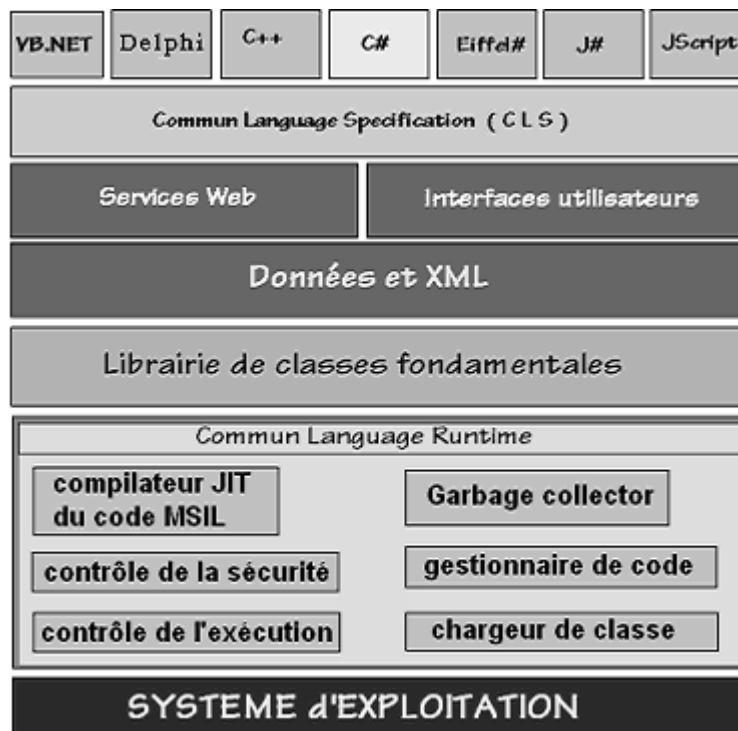 VB.NET Delphi C++ C# Eiffel# J# JScript
Commun Language Specification ( C L S )
Services Web Interfaces utilisateurs
Données et XML
Librairie de classes fondamentales
Commun Language Runtime
compilateur JIT
du code MSIL
Garbage collector
contrôle de la sécurité
gestionnaire de code
contrôle de l'exécution
chargeur de classe
SYSTEME d'EXPLOITATION